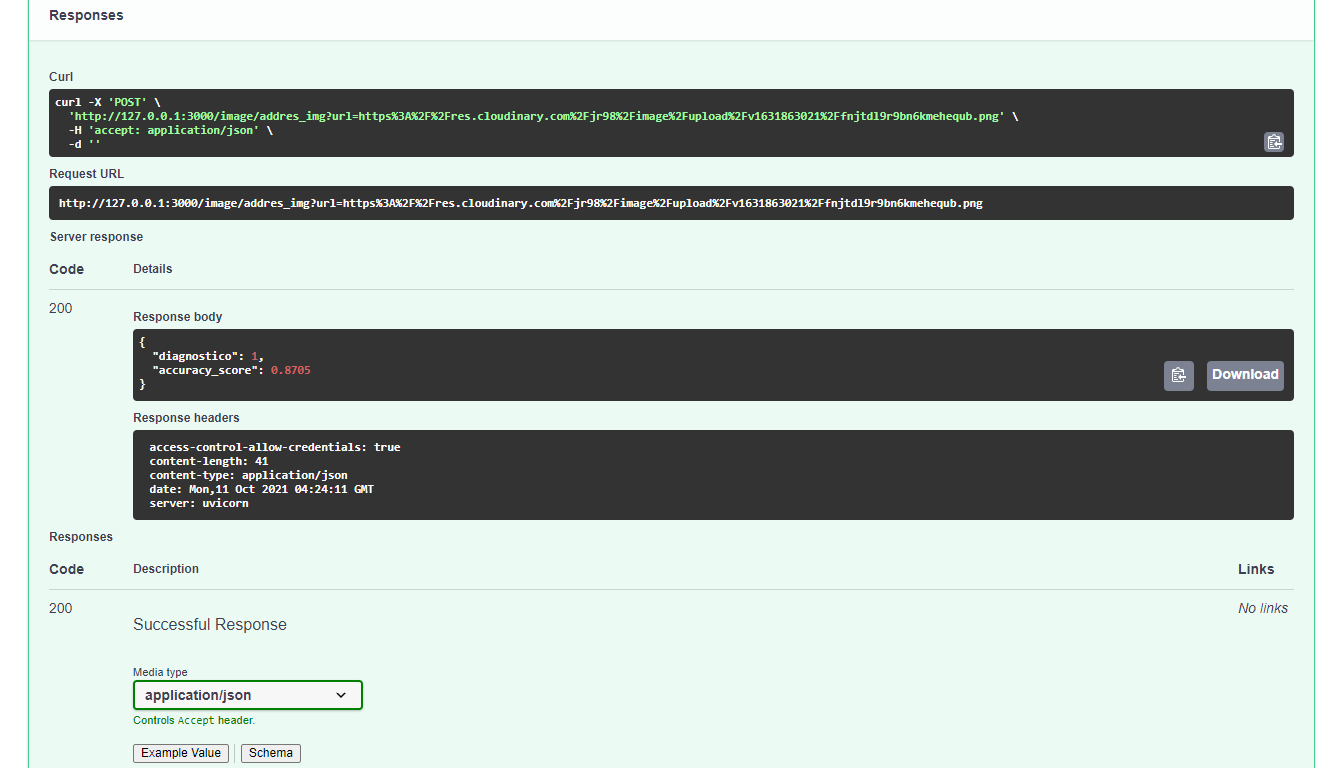 Responses
Curl
curl -X 'POST' \
'http://127.0.0.1:3000/image/addres_img?url=https%3A%2F%2Fres.cloudinary.com%2Fjr98%2Fimage%2Fupload%2Fv1631863021%2Ffnjtdl9r9bn6kmehequb.png' \
-H 'accept: application/json' \
-d ''
Request URL
http://127.0.0.1:3000/image/addres_img?url=https%3A%2F%2Fres.cloudinary.com%2Fjr98%2Fimage%2Fupload%2Fv1631863021%2Ffnjtdl9r9bn6kmehequb.png
Server response
Code Details
200
Response body
{
"diagnostico": 1,
"accuracy_score": 0.8705
}
Download
Response headers
access-control-allow-credentials: true
content-length: 41
content-type: application/json
date: Mon,11 Oct 2021 04:24:11 GMT
server: uvicorn
Responses
Code Description Links
200 No links
Successful Response
Media type
application/json
Controls Accept header.
Example Value Schema